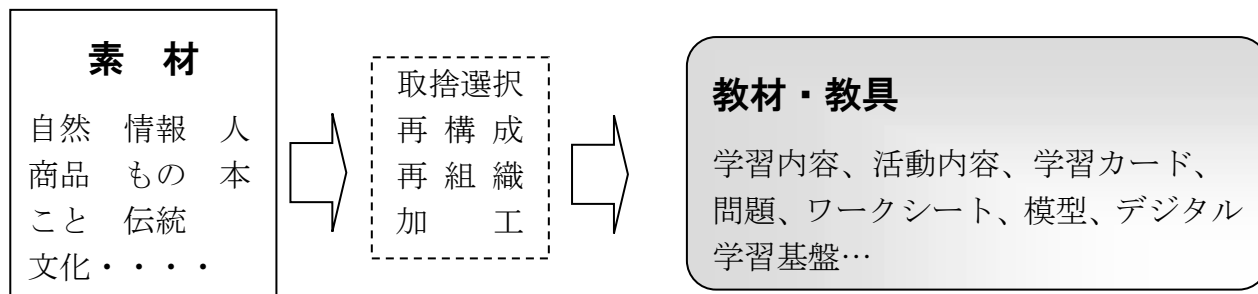 素　材
自然　情報　人
商品　もの　本
こと　伝統
文化・・・・
取捨選択
再 構 成
再 組 織
加　　工
教材・教具
学習内容、活動内容、学習カード、
問題、ワークシート、模型、デジタル
学習基盤…